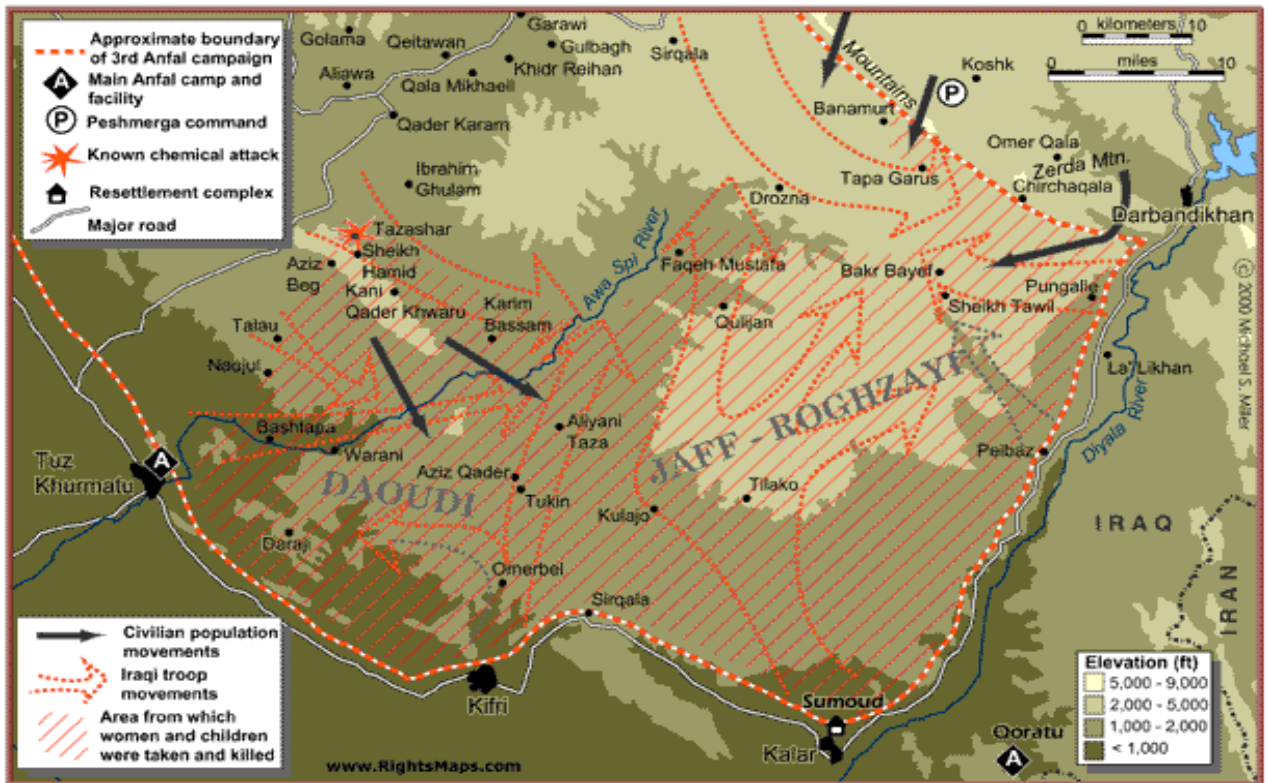 Approximate boundary
of 3rd Anfal campaign
A
Main Anfal camp and
facility
P
Peshmerga command
Known chemical attack
Resettlement complex
Major road
Golama
Qeitawan
Garawi
Gulbagh
Khidr Reihan
Aliawa
Qala Mikhaeil
Qader Karam
Ibrahim
Ghulam
Sirqala
Mountains
P
Koshk
kilometers
0
10
miles
0
10
Banamurt
Omer Qala
Zerda Mtn.
Tapa Garus
Chirchaqala
Drozna
Darbandikhan
Tazashar
Sheikh
Hamid
Aziz
Beg
Kani
Qader Khwaru
Karim
Bassam
Awa Spi River
Faqeh Mustafa
Bakr Bayef
Pungalle
Sheikh Tawil
Qulijan
Talau
Naojul
La' Likhan
© 2000 Michael S. Miller
JAFF - ROGHZAYE
Diyala River
Bashtapa
Warani
Aliyani
Taza
A
Tuz
Khurmatu
Aziz Qader
Tukin
DAOUDI
Tilako
Kulajo
Peibaz
IRAQ
IRAN
Daraji
Omerbel
Sirqala
Civilian population
movements
Iraqi troop
movements
Area from which
women and children
were taken and killed
Kifri
www.RightsMaps.com
Sumoud
Kalar
Qoratu
A
Elevation (ft)
5,000 - 9,000
2,000 - 5,000
1,000 - 2,000
< 1,000